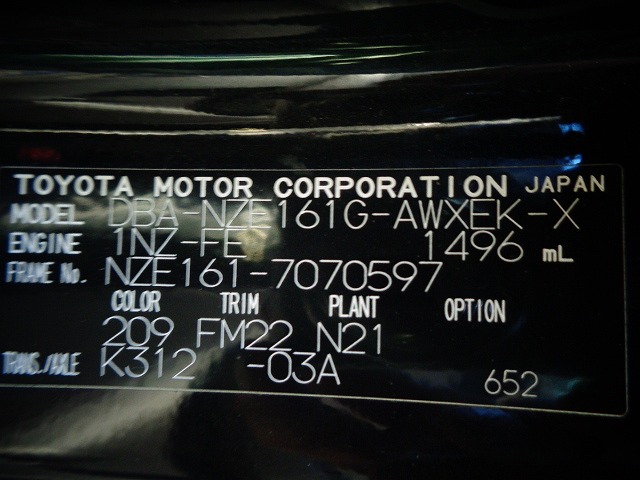 TOYOTA MOTOR CORPORATION JAPAN
MODEL DBA-NZE161G-AWXEK-X
ENGINE 1NZ-FE 1496 mL
FRAME No. NZE161-7070597
COLOR TRIM PLANT OPTION
209 FM22 N21
TRANS./AXLE K312 -03A
652